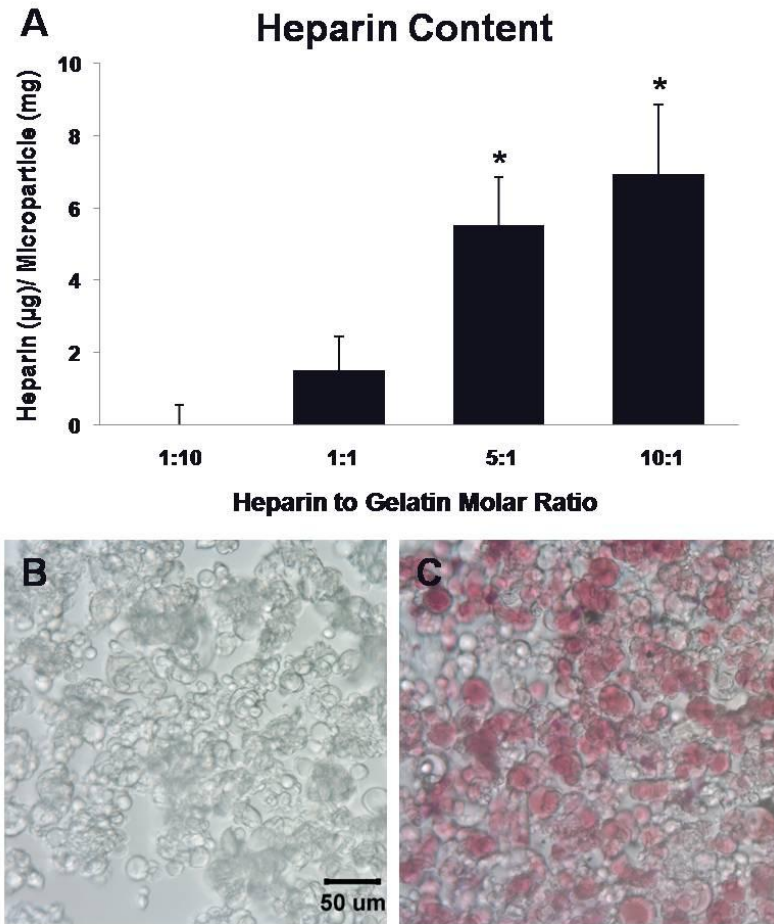 A
Heparin Content
Heparin (µg)/ Microparticle (mg)
10
8
6
4
2
0
*
*
1:10
1:1
5:1
10:1
Heparin to Gelatin Molar Ratio
B
C
50 um